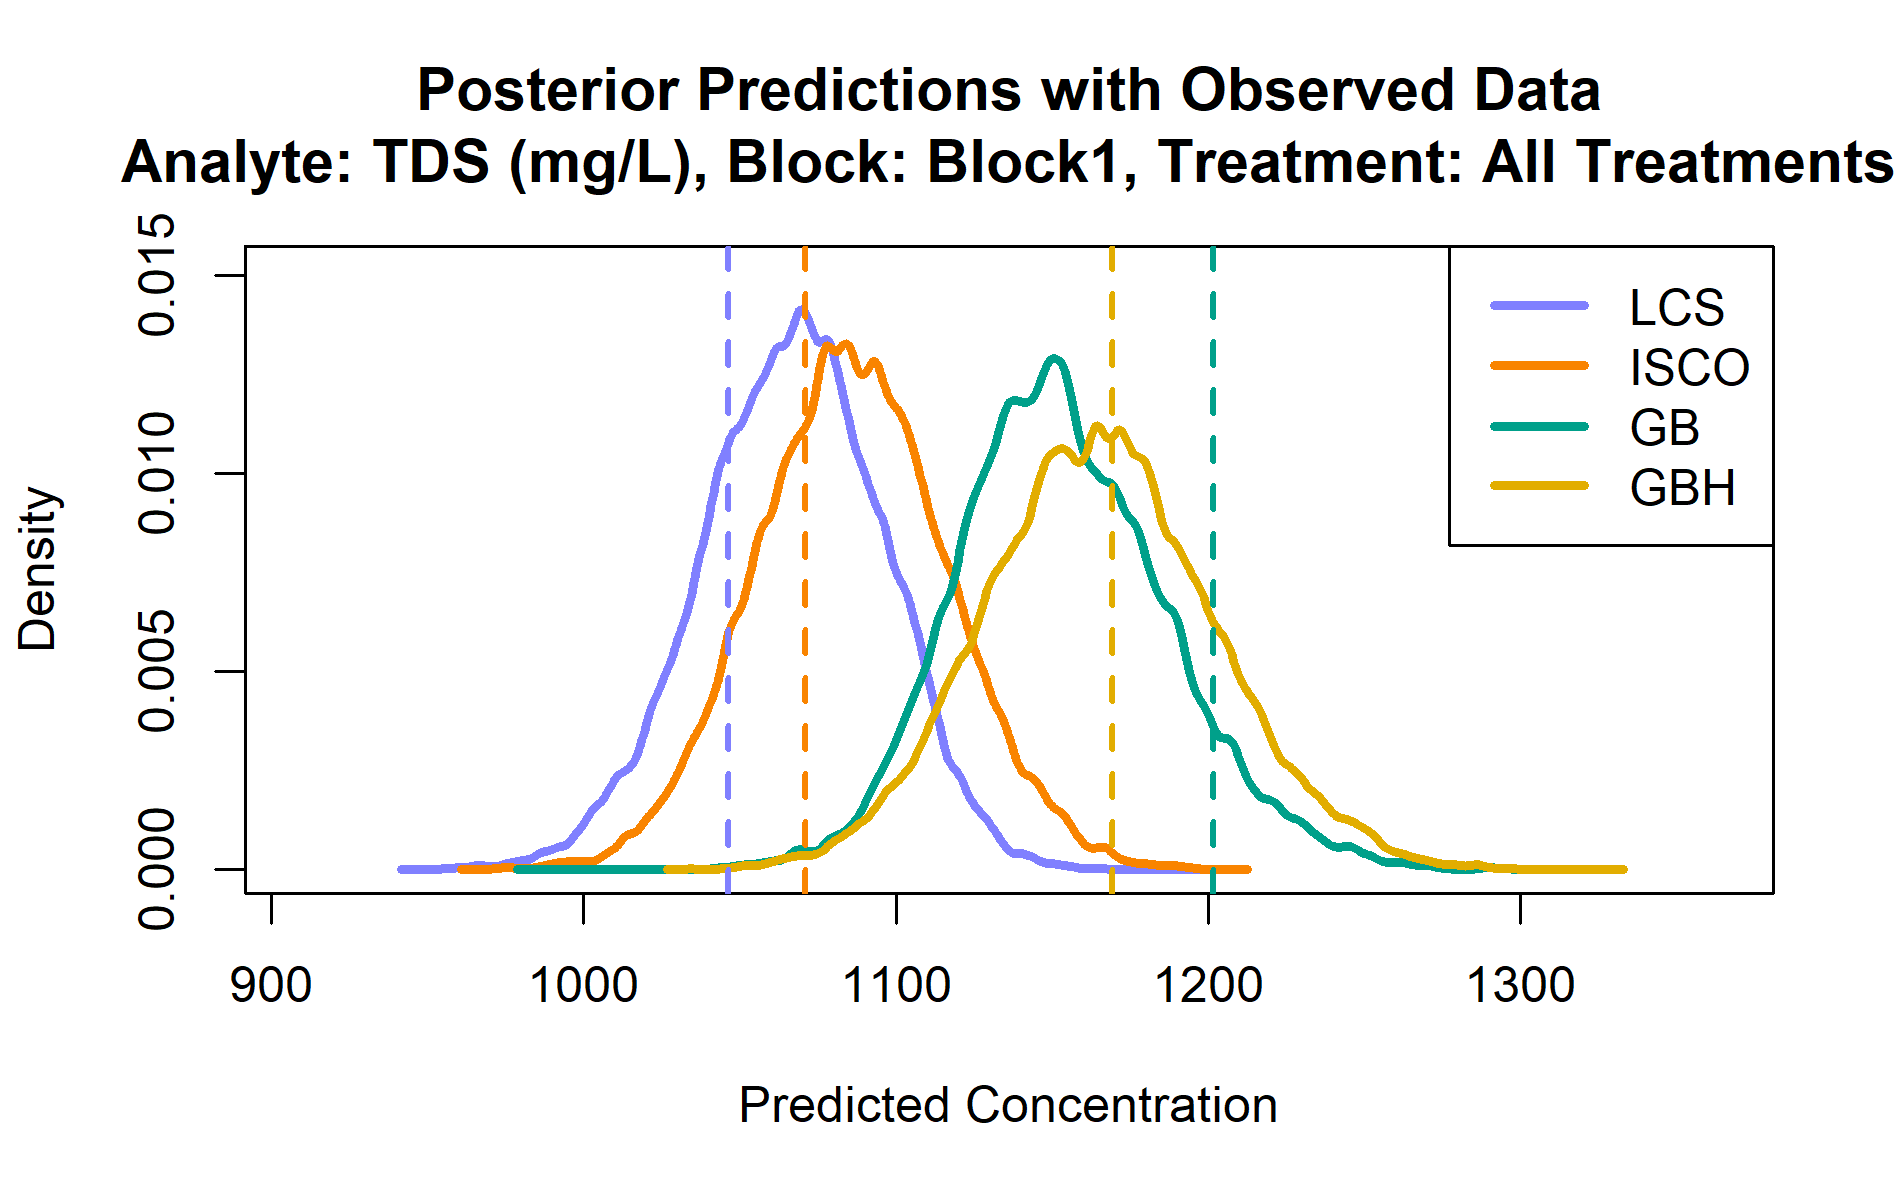 Posterior Predictions with Observed Data
Analyte: TDS (mg/L), Block: Block1, Treatment: All Treatments
0.015
0.010
0.005
0.000
Density
LCS
ISCO
GB
GBH
900 1000 1100 1200 1300
Predicted Concentration